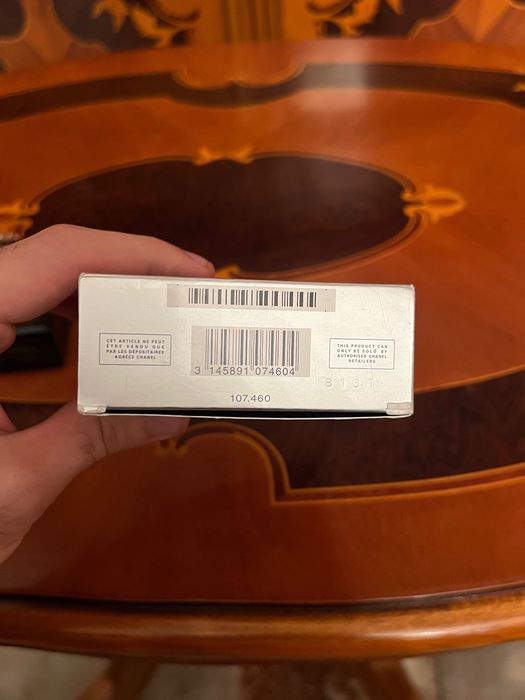 CET ARTICLE NE PEUT
ÊTRE VENDU QUE
PAR LES DÉPOSITAIRES
AGRÉÉS CHANEL
3 145891 074604
THIS PRODUCT CAN
ONLY BE SOLD BY
AUTHORISED CHANEL
RETAILERS
107.460